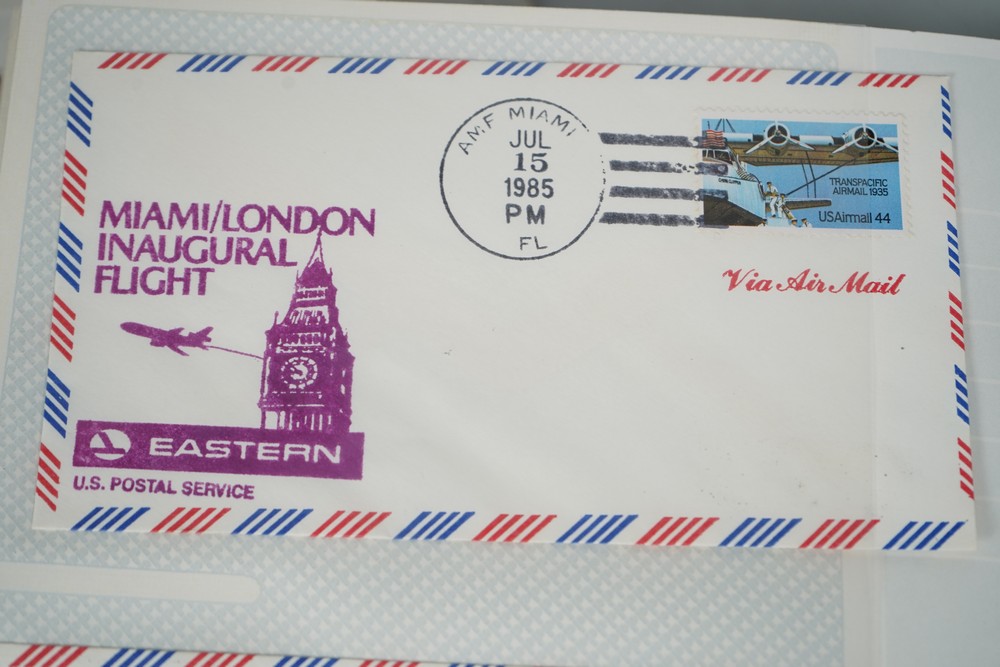 MIAMI/LONDON
INAUGURAL
FLIGHT
EASTERN
U.S. POSTAL SERVICE
AMF MIAMI
JUL
15
1985
PM
FL
TRANSPACIFIC
AIRMAIL 1935
USAirmail 44
Via Air Mail